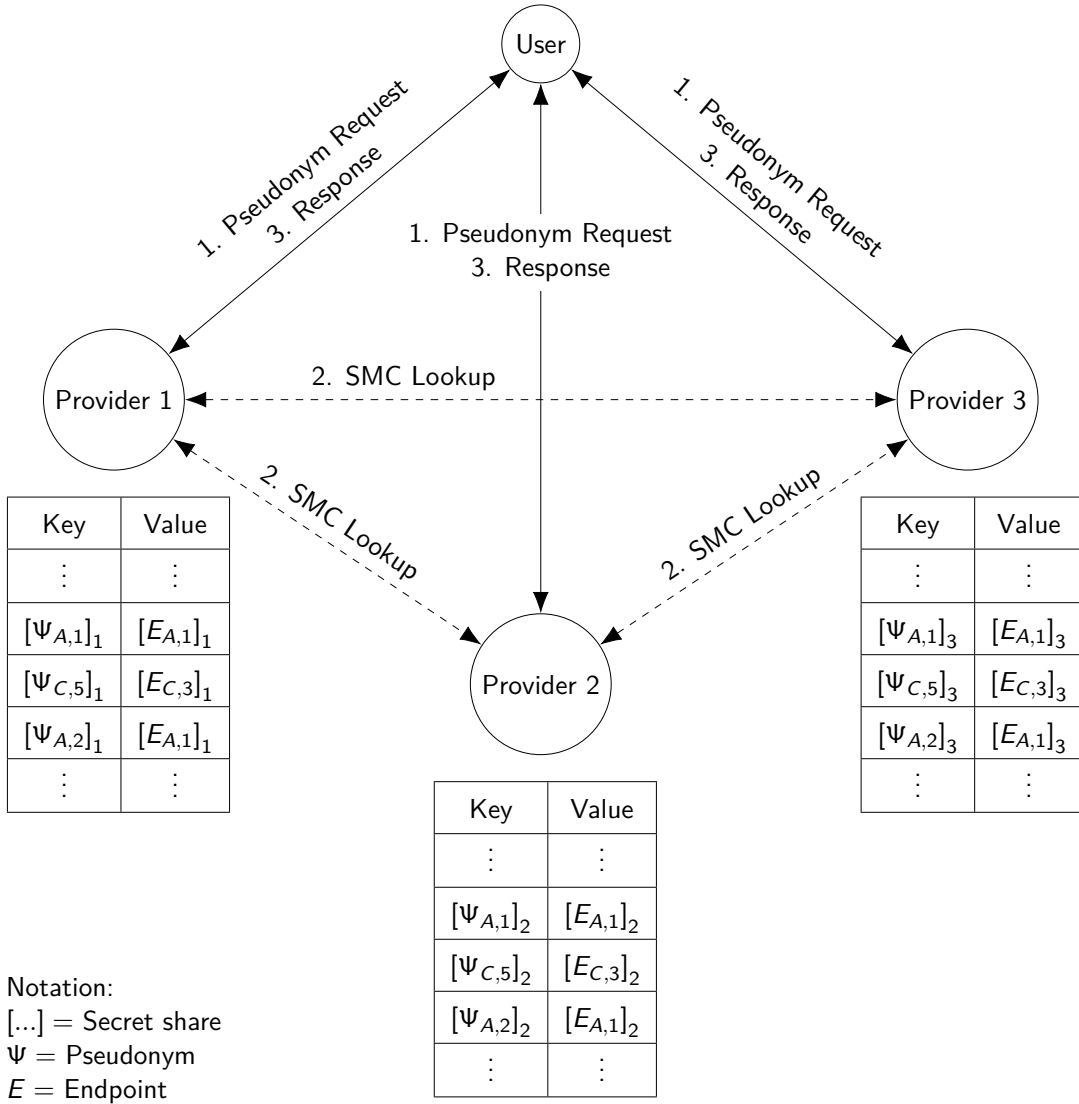 User
1. Pseudonym Request
3. Response
1. Pseudonym Request
3. Response
1. Pseudonym Request
3. Response
Provider 1
2. SMC Lookup
Provider 3
2. SMC Lookup
2. SMC Lookup
Provider 2
Key Value
⋮ ⋮
[Ψ_{A,1}]_1 [E_{A,1}]_1
[Ψ_{C,5}]_1 [E_{C,3}]_1
[Ψ_{A,2}]_1 [E_{A,1}]_1
⋮ ⋮
Key Value
⋮ ⋮
[Ψ_{A,1}]_3 [E_{A,1}]_3
[Ψ_{C,5}]_3 [E_{C,3}]_3
[Ψ_{A,2}]_3 [E_{A,1}]_3
⋮ ⋮
Key Value
⋮ ⋮
[Ψ_{A,1}]_2 [E_{A,1}]_2
[Ψ_{C,5}]_2 [E_{C,3}]_2
[Ψ_{A,2}]_2 [E_{A,1}]_2
⋮ ⋮
Notation:
[...] = Secret share
Ψ = Pseudonym
E = Endpoint